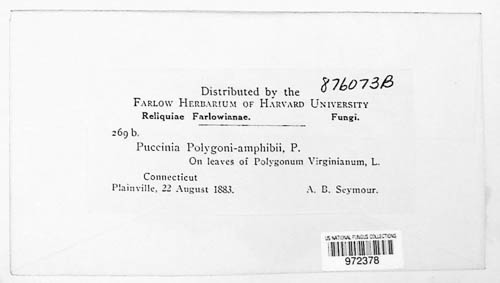 876073B
Distributed by the
FARLOW HERBARIUM OF HARVARD UNIVERSITY
Reliquiae Farlowianae. Fungi.
269 b.
Puccinia Polygoni-amphibii, P.
On leaves of Polygonum Virginianum, L.
Connecticut
Plainville, 22 August 1883. A. B. Seymour.
US NATIONAL FUNGUS COLLECTIONS
972378